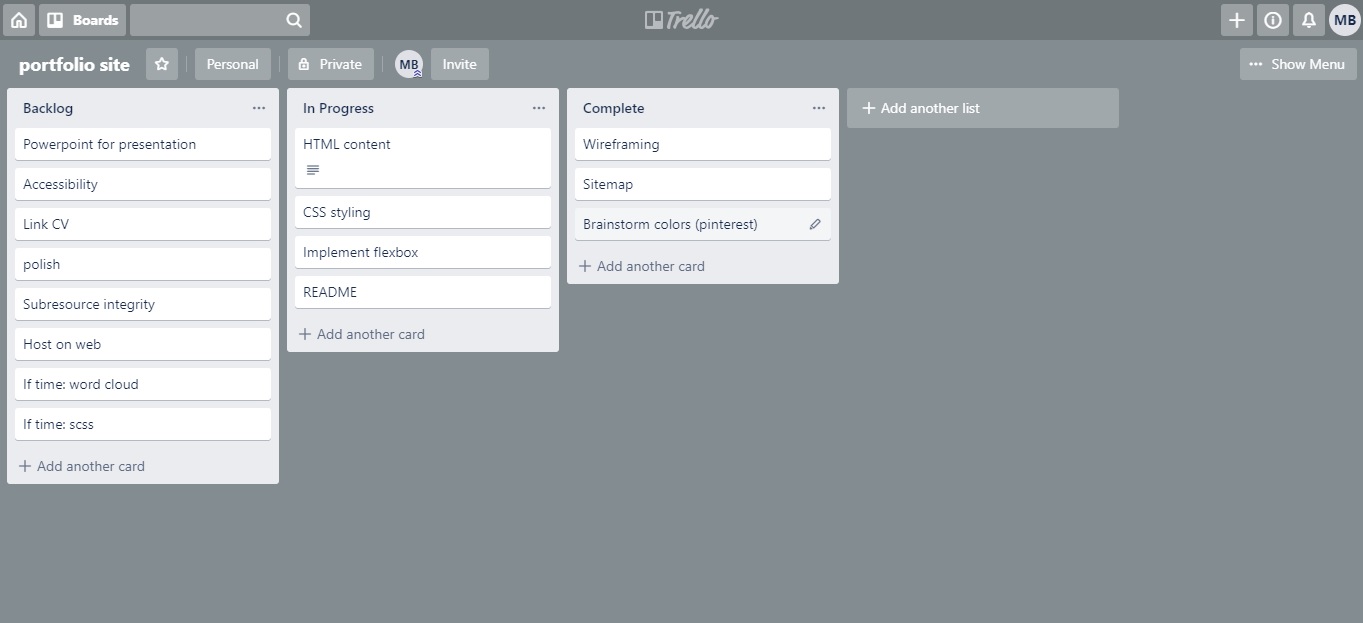 Boards
Trello
MB
portfolio site
Personal
Private
MB
Invite
Show Menu
Backlog
Powerpoint for presentation
Accessibility
Link CV
polish
Subresource integrity
Host on web
If time: word cloud
If time: scss
Add another card
In Progress
HTML content
CSS styling
Implement flexbox
README
Add another card
Complete
Wireframing
Sitemap
Brainstorm colors (pinterest)
Add another card
Add another list